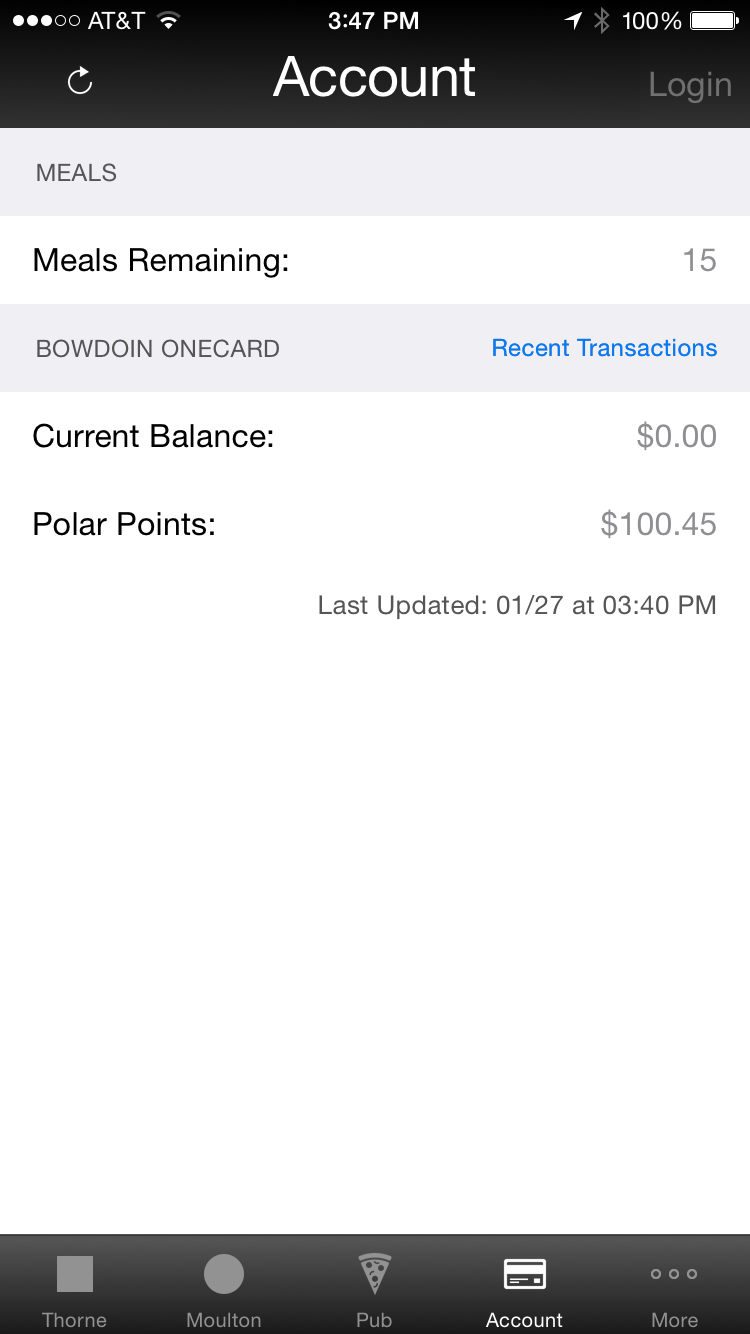 AT&T 3:47 PM 100%
Account Login
MEALS
Meals Remaining: 15
BOWDOIN ONECARD Recent Transactions
Current Balance: $0.00
Polar Points: $100.45
Last Updated: 01/27 at 03:40 PM
Thorne Moulton Pub Account More